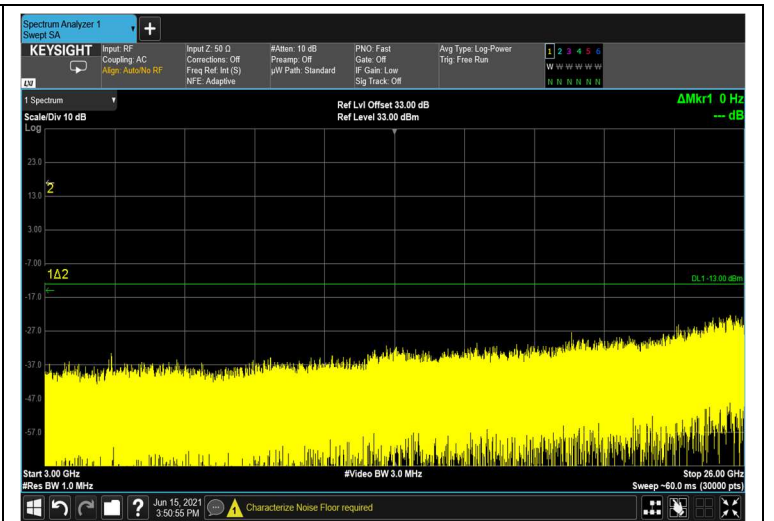 Spectrum Analyzer 1
Swept SA
+
KEYSIGHT
LXI
Input: RF
Coupling: AC
Align: Auto/No RF
Input Z: 50 Ω
Corrections: Off
Freq Ref: Int (S)
NFE: Adaptive
#Atten: 10 dB
Preamp: Off
µW Path: Standard
PNO: Fast
Gate: Off
IF Gain: Low
Sig Track: Off
Avg Type: Log-Power
Trig: Free Run
1 2 3 4 5 6
W W W W W W
N N N N N N
1 Spectrum
Scale/Div 10 dB
Ref Lvl Offset 33.00 dB
Ref Level 33.00 dBm
ΔMkr1 0 Hz
--- dB
Log
23.0
13.0
3.00
-7.00
-17.0
-27.0
-37.0
-47.0
-57.0
2
1Δ2
DL1 -13.00 dBm
Start 3.00 GHz
#Res BW 1.0 MHz
#Video BW 3.0 MHz
Stop 26.00 GHz
Sweep ~60.0 ms (30000 pts)
?
Jun 15, 2021
3:50:55 PM
Characterize Noise Floor required